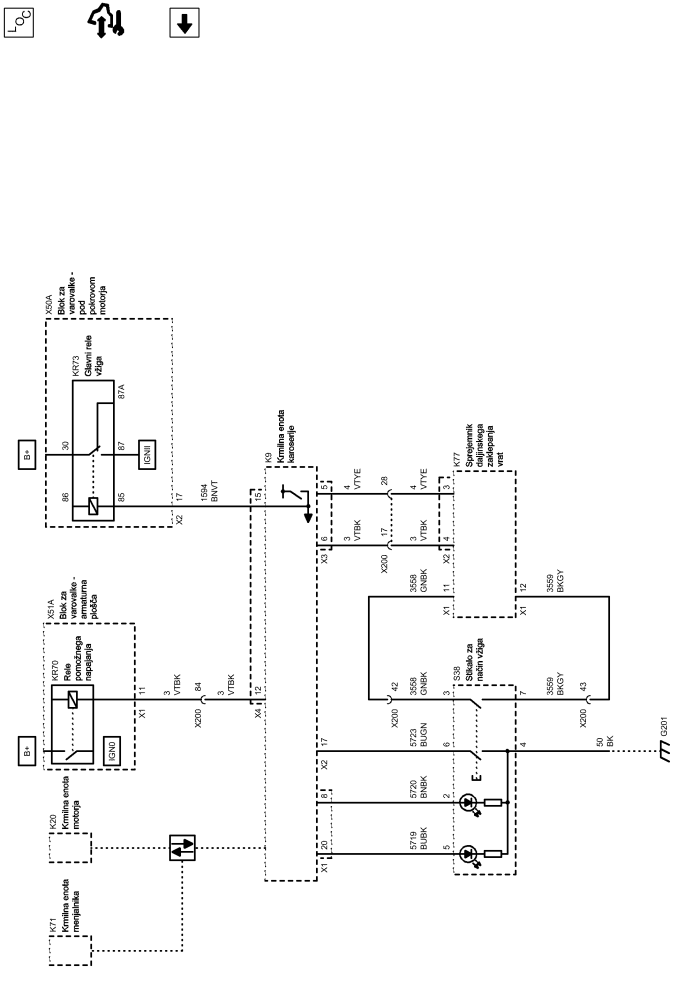 LOC
X50A
Blok za
varovalke -
pod
pokrovom
motorja
KR73
Glavni rele
vžiga
B+
30
86
87A
87
85
IGNII
17
X2
1594
BNVT
X51A
Blok za
varovalke -
armaturna
plošča
KR70
Rele
pomožnega
napajanja
B+
IGN0
11
X1
3
VTBK
84
X200
3
VTBK
K20
Krmilna enota
motorja
K71
Krmilna enota
menjalnika
K9
Krmilna enota
karoserije
15
12
X4
5
6
X3
17
X2
8
20
X1
4
VTYE
28
4
VTYE
3
VTBK
17
X200
3
VTBK
3
4
X2
K77
Sprejemnik
daljinskega
zaklepanja
vrat
3558
GNBK
11
X1
12
X1
3559
BKGY
42
X200
3558
GNBK
S38
Stikalo za
način vžiga
3
7
3559
BKGY
43
X200
5723
BUGN
6
4
50
BK
G201
5720
BNBK
2
5719
BUBK
5